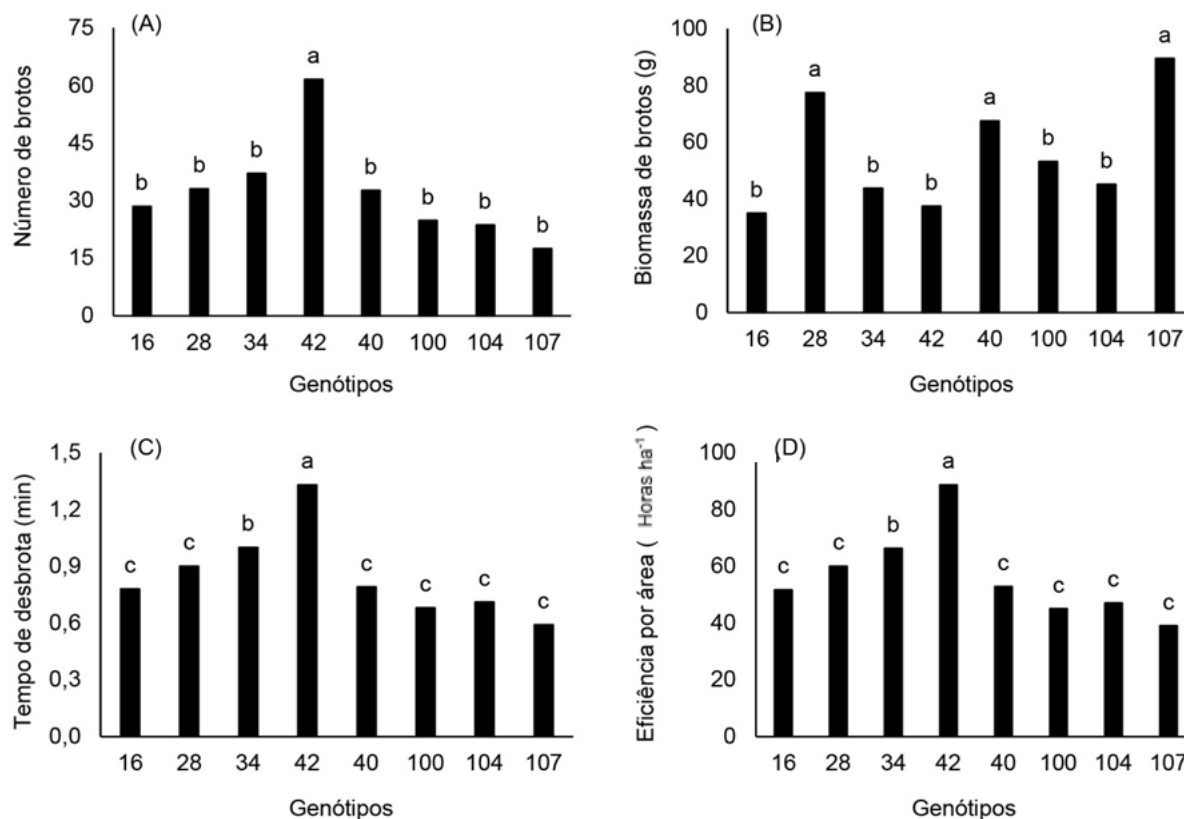 (A)
Número de brotos
75
60
45
30
15
0
b b b a b b b b
16 28 34 42 40 100 104 107
Genótipos
(B)
Biomassa de brotos (g)
100
80
60
40
20
0
b a b b a b b a
16 28 34 42 40 100 104 107
Genótipos
(C)
Tempo de desbrota (min)
1,5
1,2
0,9
0,6
0,3
0,0
c c b a c c c c
16 28 34 42 40 100 104 107
Genótipos
(D)
Eficiência por área ( Horas ha⁻¹ )
100
80
60
40
20
0
c c b a c c c c
16 28 34 42 40 100 104 107
Genótipos